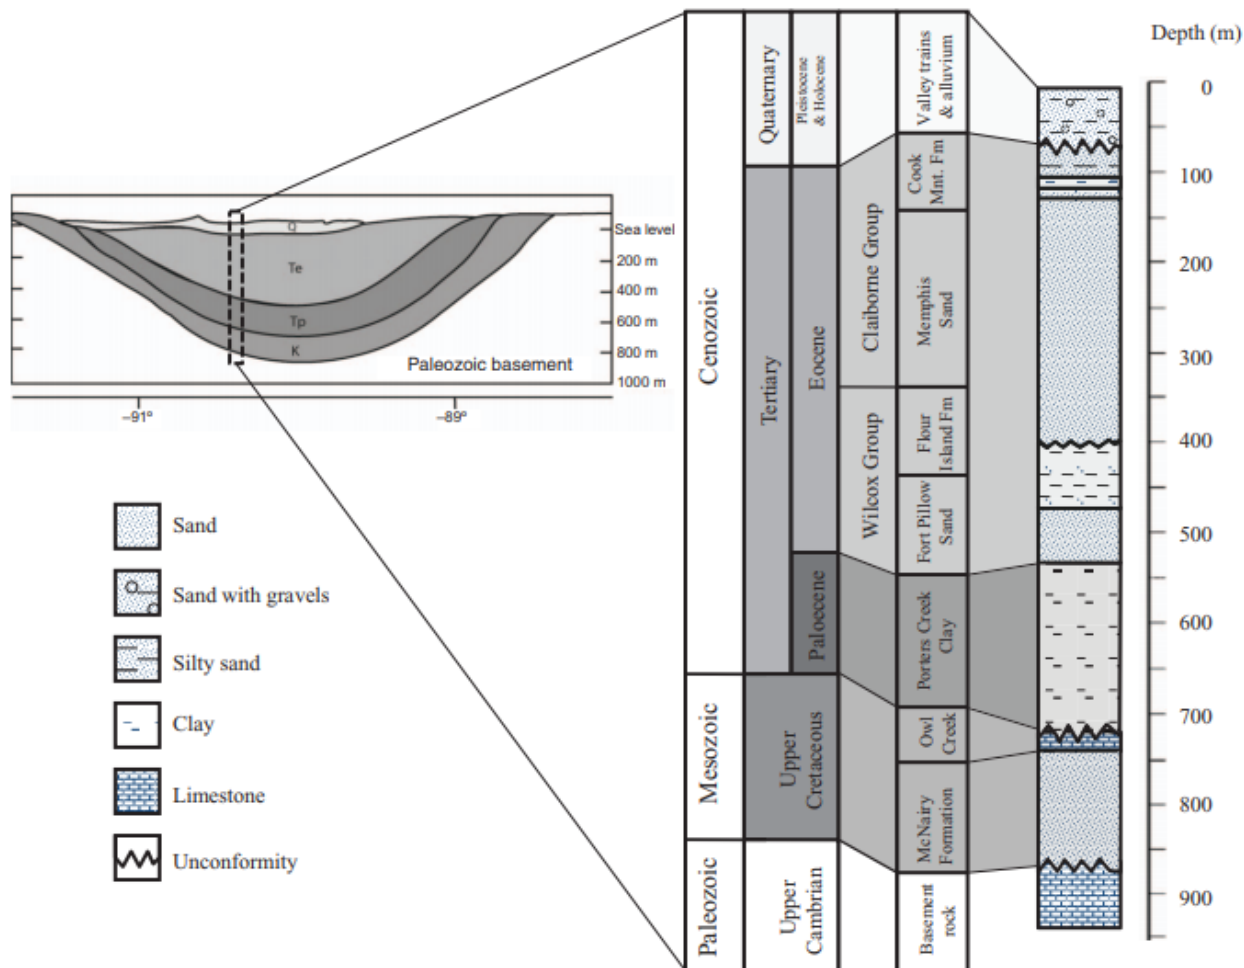 Depth (m)
0
100
200
300
400
500
600
700
800
900
Q
Te
Tp
K
Paleozoic basement
Sea level
200 m
400 m
600 m
800 m
1000 m
–91°
–89°
Sand
Sand with gravels
Silty sand
Clay
Limestone
Unconformity
Cenozoic
Mesozoic
Paleozoic
Quaternary
Tertiary
Upper
Cretaceous
Upper
Cambrian
Pleistocene
& Holocene
Eocene
Paloecene
Claiborne Group
Wilcox Group
Valley trains
& alluvium
Cook
Mnt. Fm
Memphis
Sand
Flour
Island Fm
Fort Pillow
Sand
Porters Creek
Clay
Owl
Creek
McNairy
Formation
Basement
rock